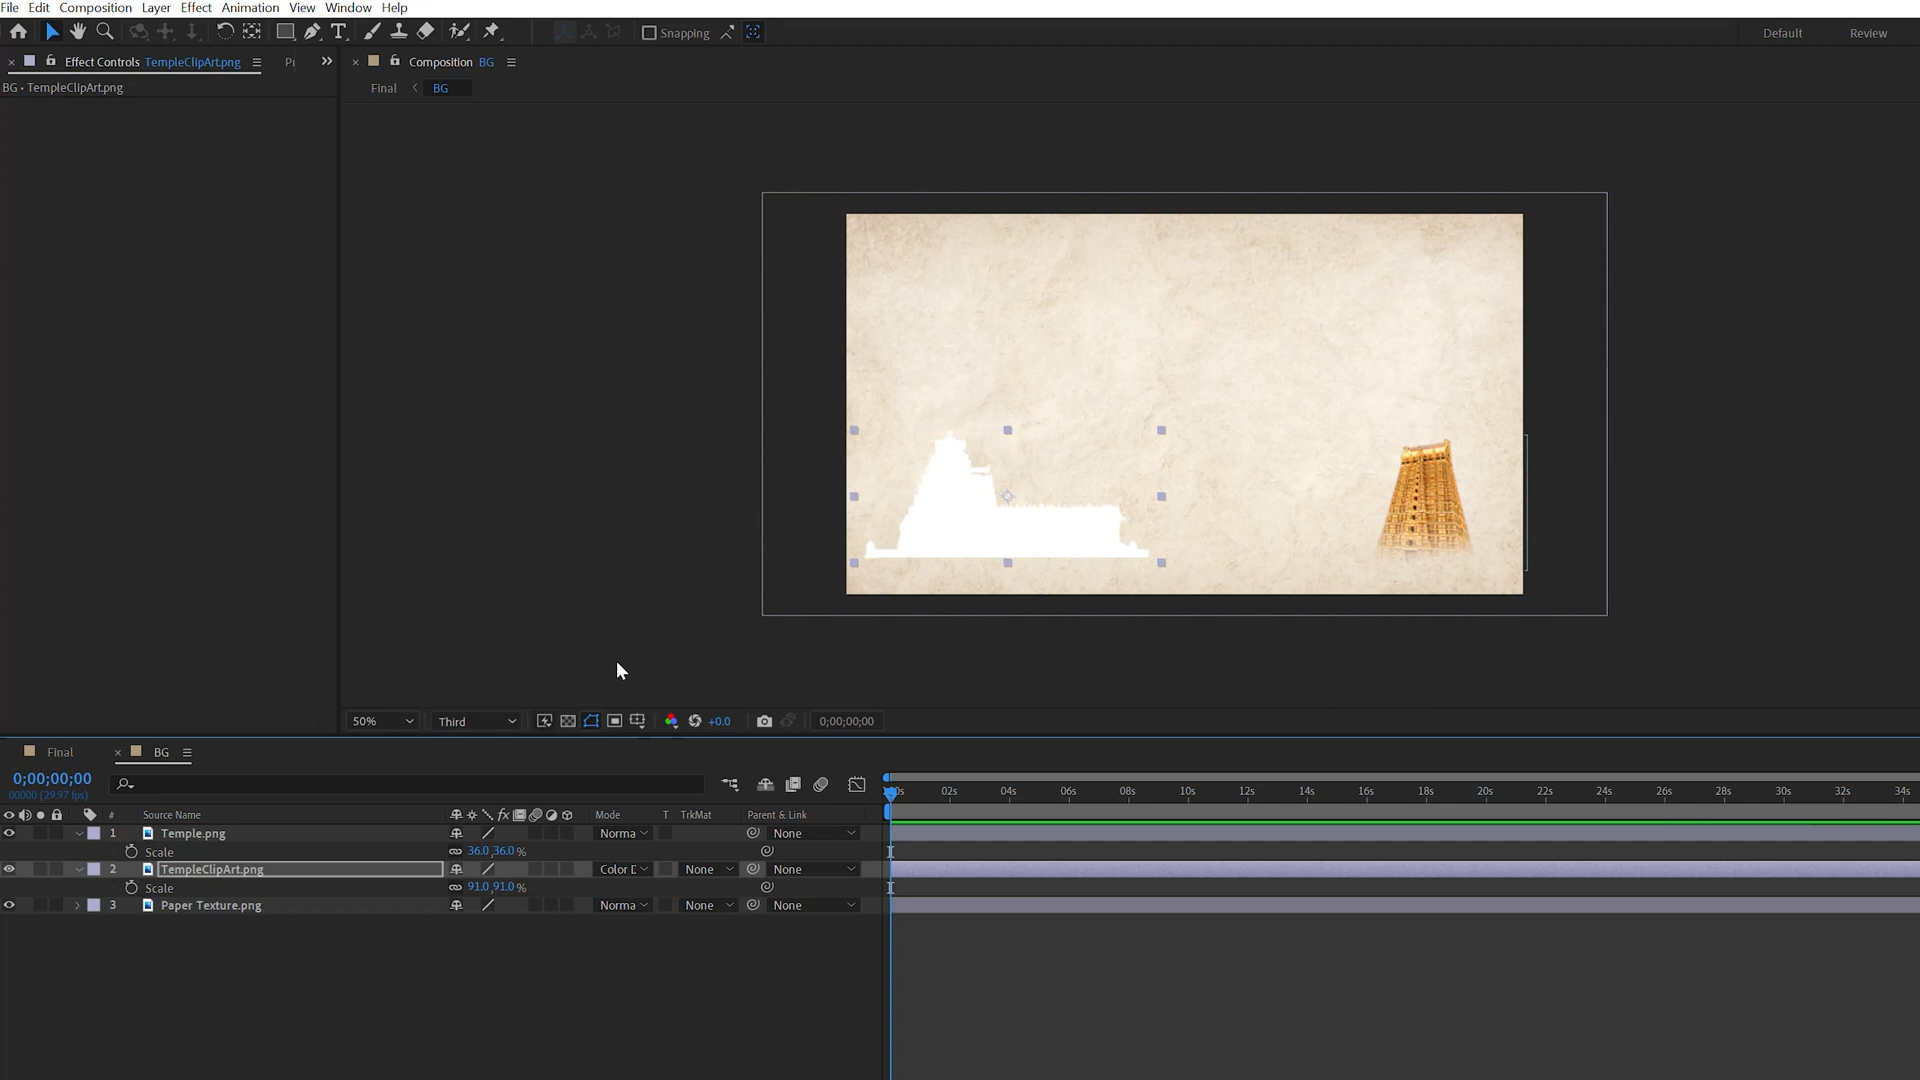 File Edit Composition Layer Effect Animation View Window Help
Snapping Default Review
Effect Controls TempleClipArt.png Composition BG
BG • TempleClipArt.png Final BG
50% Third +0.0 0;00;00;00
Final BG
0;00;00;00
00000 (29.97 fps)
02s 04s 06s 08s 10s 12s 14s 16s 18s 20s 22s 24s 26s 28s 30s 32s 34s
# Source Name Mode T TrkMat Parent & Link
1 Temple.png Norma None
Scale 36.0, 36.0 %
2 TempleClipArt.png Color D None None
Scale 91.0, 91.0 %
3 Paper Texture.png Norma None None